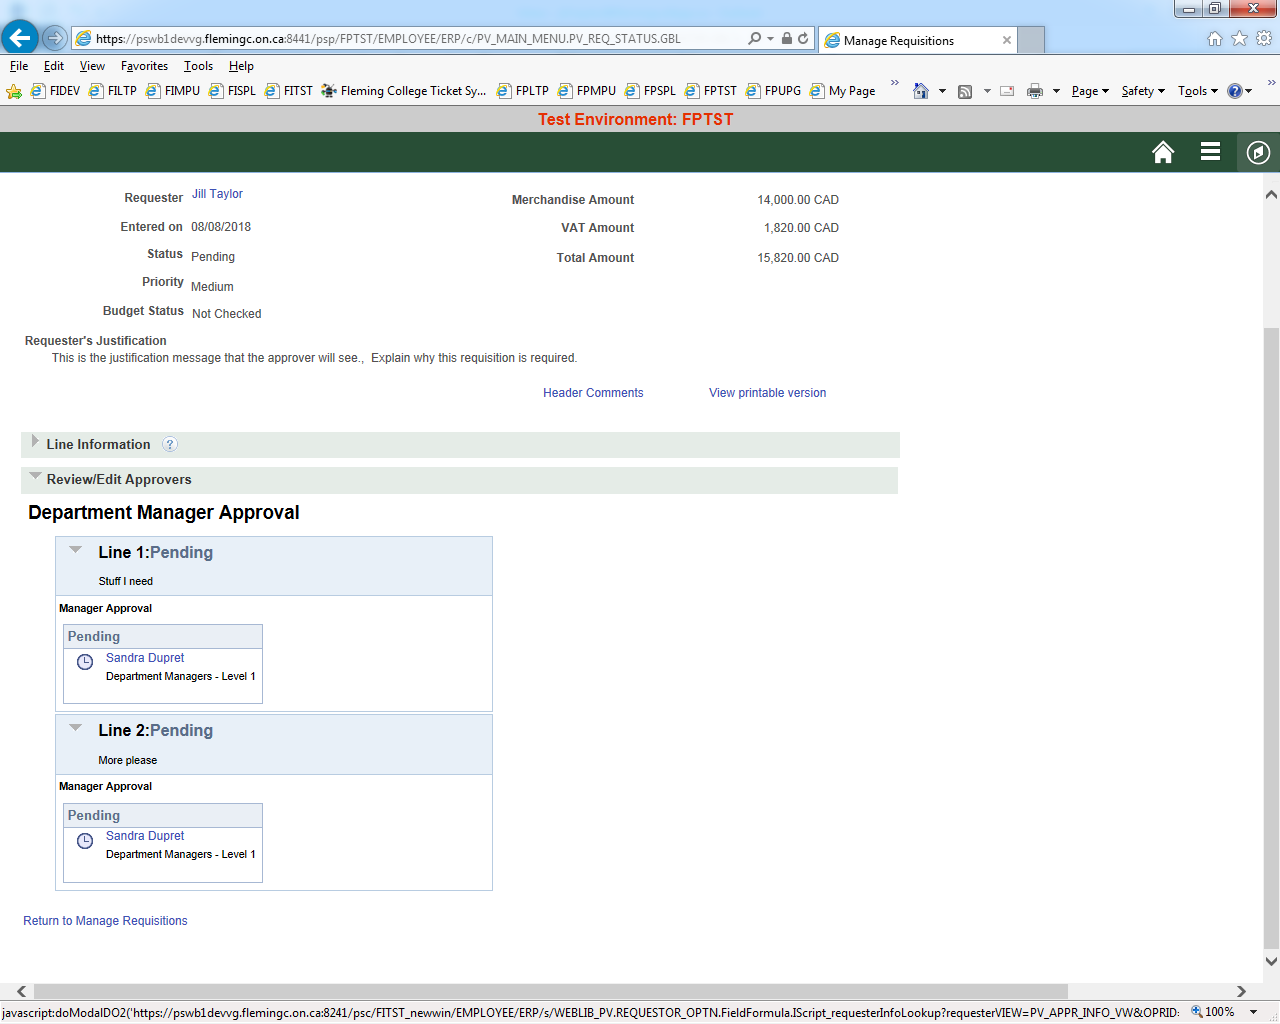 https://pswb1devvg.flemingc.on.ca:8441/psp/FPTST/EMPLOYEE/ERP/c/PV_MAIN_MENU.PV_REQ_STATUS.GBL
Manage Requisitions
File Edit View Favorites Tools Help
FIDEV FILTP FIMPU FISPL FITST Fleming College Ticket Sy... FPLTP FPMPU FPSPL FPTST FPUPG My Page » Page Safety Tools »
Test Environment: FPTST
Requester Jill Taylor Merchandise Amount 14,000.00 CAD
Entered on 08/08/2018 VAT Amount 1,820.00 CAD
Status Pending Total Amount 15,820.00 CAD
Priority Medium
Budget Status Not Checked
Requester's Justification
This is the justification message that the approver will see., Explain why this requisition is required.
Header Comments View printable version
Line Information ?
Review/Edit Approvers
Department Manager Approval
Line 1:Pending
Stuff I need
Manager Approval
Pending
Sandra Dupret
Department Managers - Level 1
Line 2:Pending
More please
Manager Approval
Pending
Sandra Dupret
Department Managers - Level 1
Return to Manage Requisitions
javascript:doModalDO2('https://pswb1devvg.flemingc.on.ca:8241/psc/FITST_newwin/EMPLOYEE/ERP/s/WEBLIB_PV.REQUESTOR_OPTN.FieldFormula.IScript_requesterInfoLookup?requesterVIEW=PV_APPR_INFO_VW&OPRID: 100%